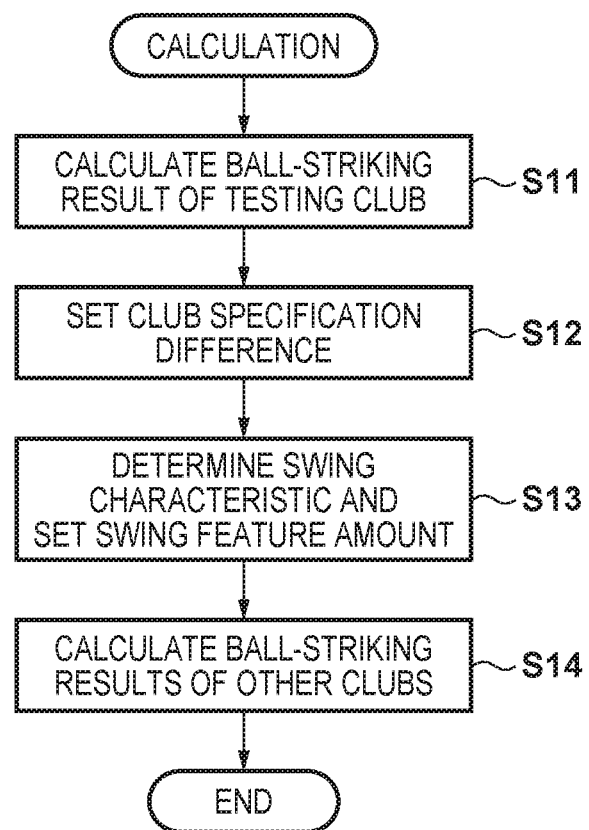 CALCULATION
CALCULATE BALL-STRIKING
RESULT OF TESTING CLUB
S11
SET CLUB SPECIFICATION
DIFFERENCE
S12
DETERMINE SWING
CHARACTERISTIC AND
SET SWING FEATURE AMOUNT
S13
CALCULATE BALL-STRIKING
RESULTS OF OTHER CLUBS
S14
END